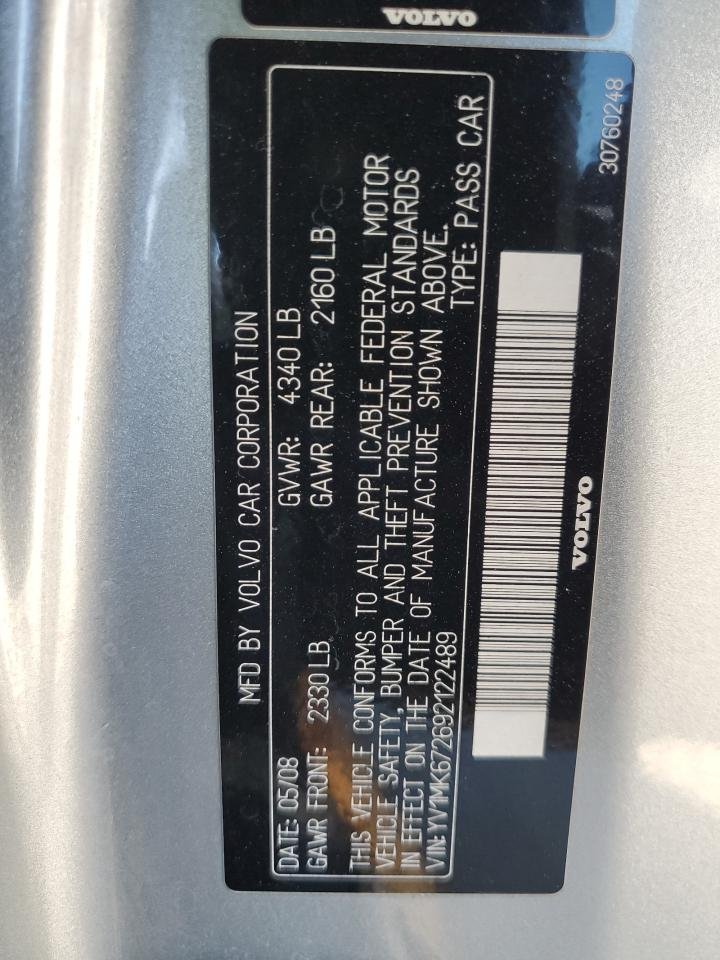 VOLVO
MFD BY VOLVO CAR CORPORATION
DATE: 05/08 GVWR: 4340 LB
GAWR FRONT: 2330 LB GAWR REAR: 2160 LB
THIS VEHICLE CONFORMS TO ALL APPLICABLE FEDERAL MOTOR
VEHICLE SAFETY, BUMPER AND THEFT PREVENTION STANDARDS
IN EFFECT ON THE DATE OF MANUFACTURE SHOWN ABOVE.
VIN: YV1MK672692122489 TYPE: PASS CAR
VOLVO
30760248